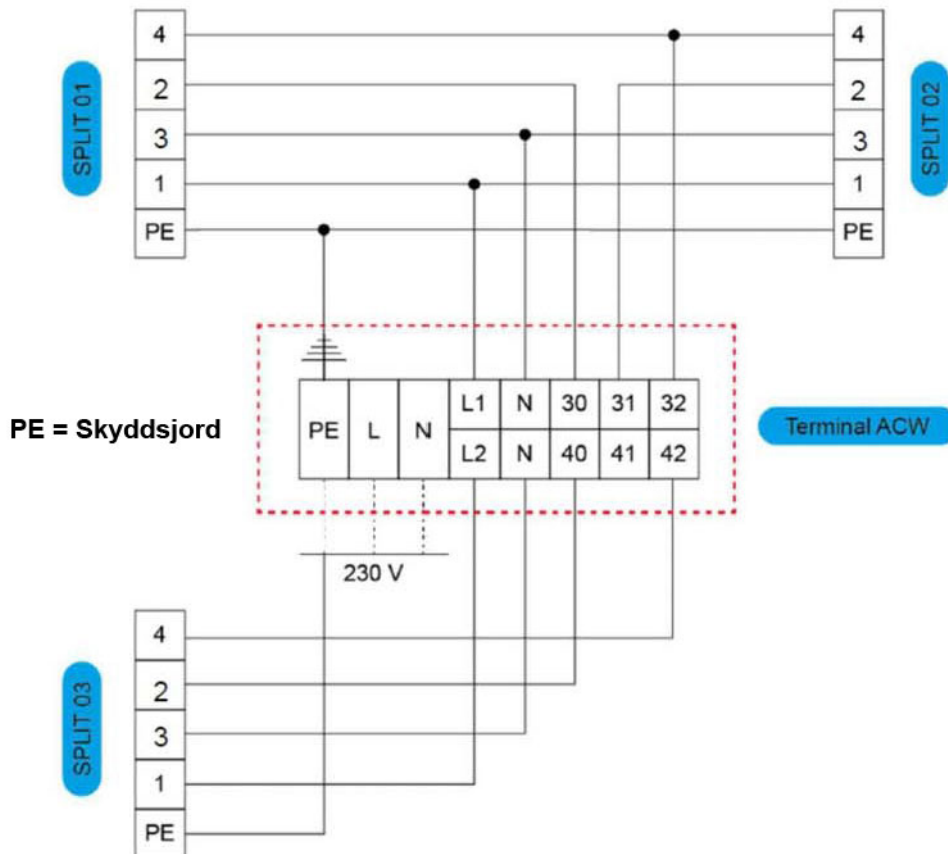 SPLIT 01
4
2
3
1
PE
SPLIT 02
4
2
3
1
PE
PE = Skyddsjord
PE L N L1 N 30 31 32
L2 N 40 41 42
Terminal ACW
230 V
SPLIT 03
4
2
3
1
PE